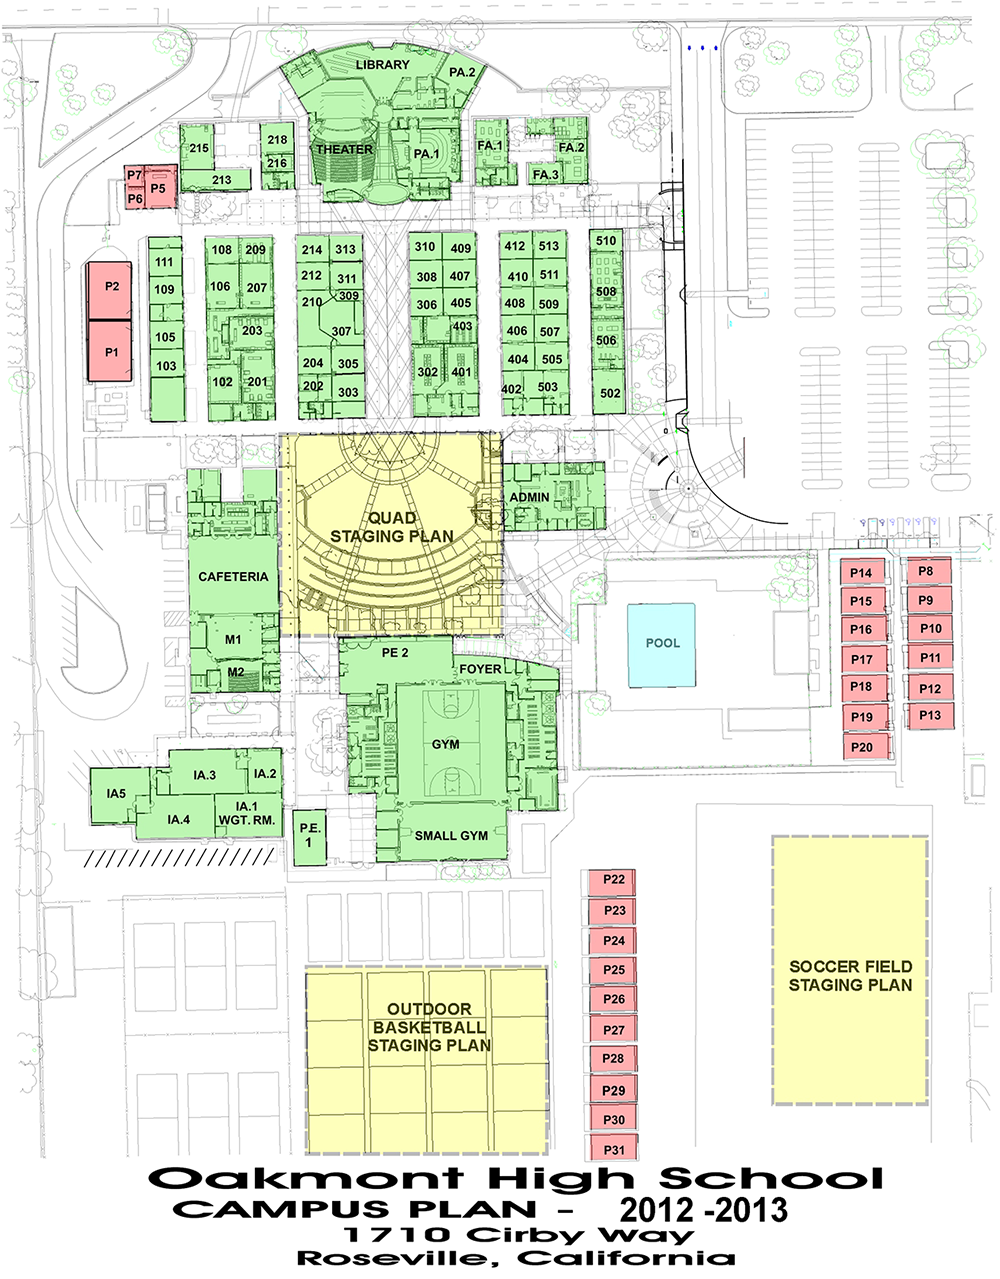 LIBRARY
PA.2
THEATER
PA.1
215
218
216
213
FA.1
FA.2
FA.3
P7
P5
P6
P2
P1
111
109
105
103
108
209
106
207
203
102
201
214
313
212
311
309
210
307
204
305
202
303
310
409
308
407
306
405
403
302
401
412
513
410
511
408
509
406
507
404
505
402
503
510
508
506
502
QUAD
STAGING PLAN
ADMIN
CAFETERIA
M1
M2
PE 2
FOYER
GYM
SMALL GYM
POOL
P14
P8
P15
P9
P16
P10
P17
P11
P18
P12
P19
P13
P20
IA.3
IA.2
IA5
IA.4
IA.1
WGT. RM.
P.E.
1
P22
P23
P24
P25
P26
P27
P28
P29
P30
P31
OUTDOOR
BASKETBALL
STAGING PLAN
SOCCER FIELD
STAGING PLAN
Oakmont High School
CAMPUS PLAN - 2012 -2013
1710 Cirby Way
Roseville, California